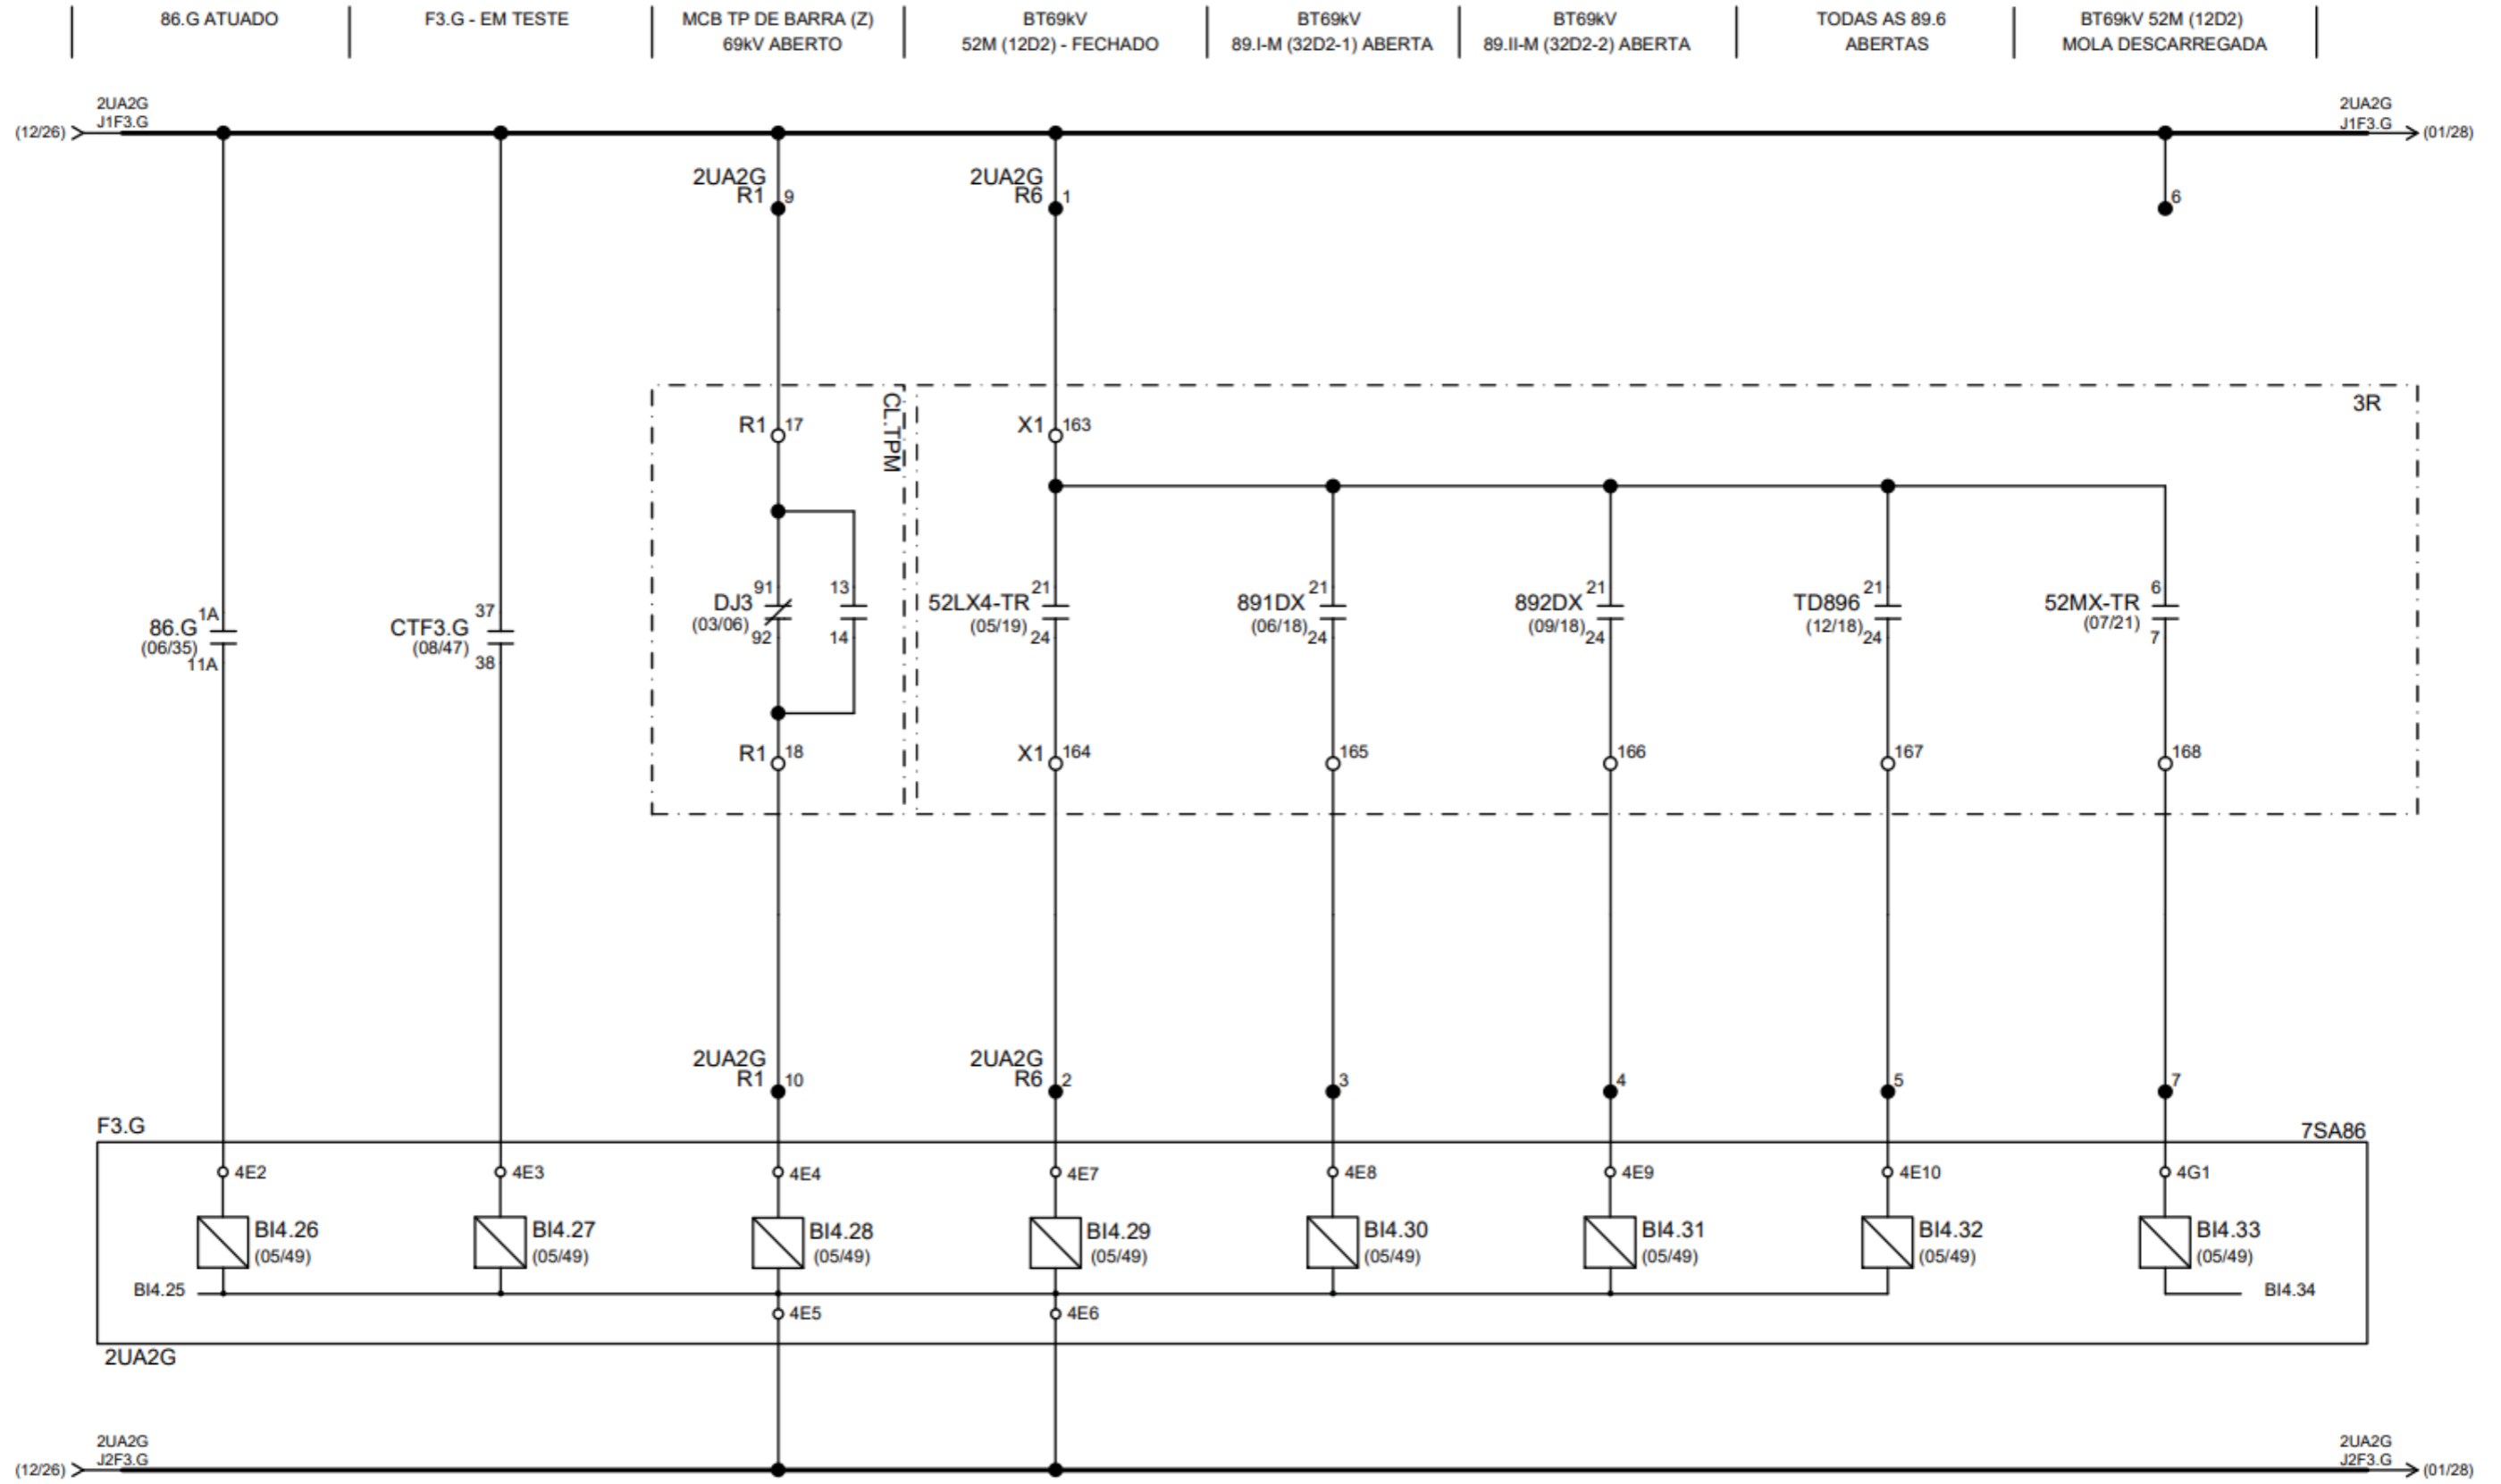 86.G ATUADO
F3.G - EM TESTE
MCB TP DE BARRA (Z)
69kV ABERTO
BT69kV
52M (12D2) - FECHADO
BT69kV
89.I-M (32D2-1) ABERTA
BT69kV
89.II-M (32D2-2) ABERTA
TODAS AS 89.6
ABERTAS
BT69kV 52M (12D2)
MOLA DESCARREGADA
2UA2G
J1F3.G
(12/26)
2UA2G
J1F3.G
(01/28)
2UA2G
R1 9
2UA2G
R6 1
6
CL.TPM
3R
R1 17
X1 163
1A
86.G
(06/35)
11A
37
CTF3.G
(08/47)
38
91
DJ3
(03/06)
92
13
14
21
52LX4-TR
(05/19)
24
21
891DX
(06/18)
24
21
892DX
(09/18)
24
21
TD896
(12/18)
24
6
52MX-TR
(07/21)
7
R1 18
X1 164
165
166
167
168
2UA2G
R1 10
2UA2G
R6 2
3
4
5
7
F3.G
7SA86
4E2
4E3
4E4
4E7
4E8
4E9
4E10
4G1
BI4.26
(05/49)
BI4.27
(05/49)
BI4.28
(05/49)
BI4.29
(05/49)
BI4.30
(05/49)
BI4.31
(05/49)
BI4.32
(05/49)
BI4.33
(05/49)
BI4.25
BI4.34
4E5
4E6
2UA2G
2UA2G
J2F3.G
(12/26)
2UA2G
J2F3.G
(01/28)